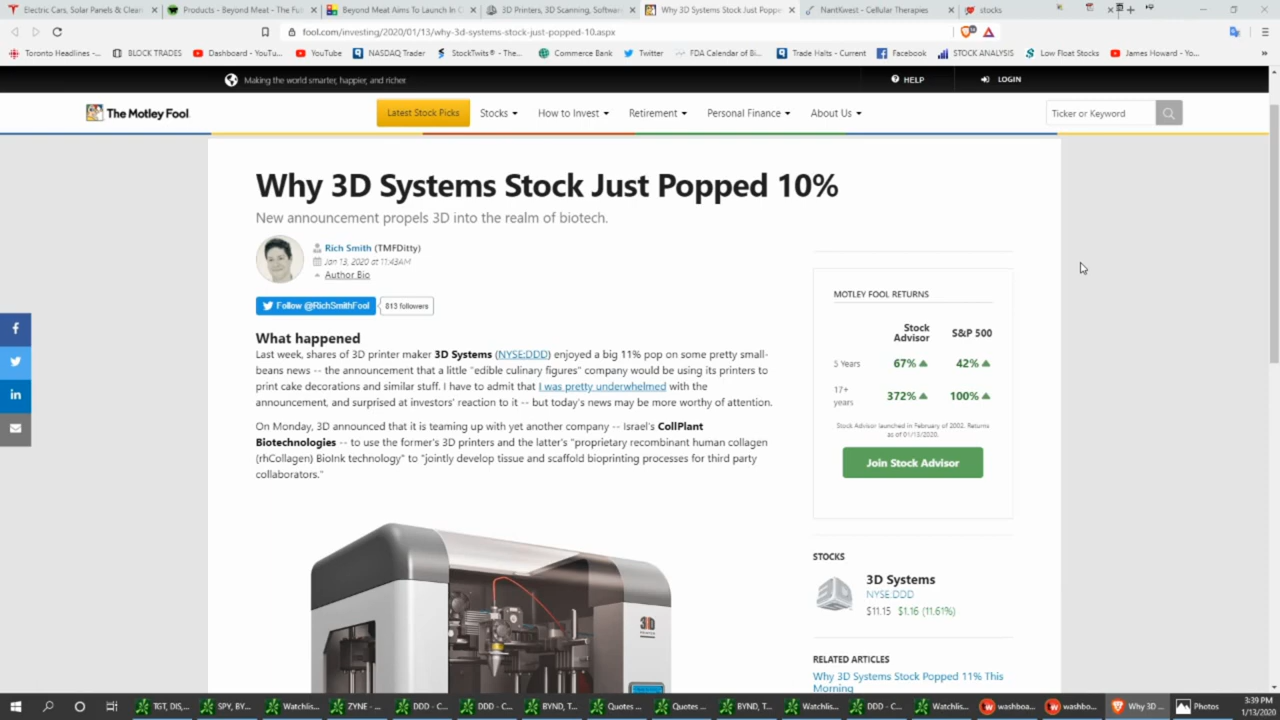 Electric Cars, Solar Panels & Clean
Products - Beyond Meat - The Fut
Beyond Meat Aims To Launch In C
3D Printers, 3D Scanning, Software
Why 3D Systems Stock Just Poppe
NantKwest - Cellular Therapies
stocks
fool.com/investing/2020/01/13/why-3d-systems-stock-just-popped-10.aspx
Toronto Headlines -...
BLOCK TRADES
Dashboard - YouTu...
YouTube
NASDAQ Trader
StockTwits® - The...
Commerce Bank
Twitter
FDA Calendar of Bi...
Trade Halts - Current
Facebook
STOCK ANALYSIS
Low Float Stocks
James Howard - Yo...
»
Making the world smarter, happier, and richer.
HELP
LOGIN
The Motley Fool
Latest Stock Picks
Stocks
How to Invest
Retirement
Personal Finance
About Us
Ticker or Keyword
Why 3D Systems Stock Just Popped 10%
New announcement propels 3D into the realm of biotech.
Rich Smith (TMFDitty)
Jan 13, 2020 at 11:43AM
Author Bio
Follow @RichSmithFool
813 followers
What happened
Last week, shares of 3D printer maker 3D Systems (NYSE:DDD) enjoyed a big 11% pop on some pretty small-
beans news -- the announcement that a little "edible culinary figures" company would be using its printers to
print cake decorations and similar stuff. I have to admit that I was pretty underwhelmed with the
announcement, and surprised at investors' reaction to it -- but today's news may be more worthy of attention.
On Monday, 3D announced that it is teaming up with yet another company -- Israel's CollPlant
Biotechnologies -- to use the former's 3D printers and the latter's "proprietary recombinant human collagen
(rhCollagen) BioInk technology" to "jointly develop tissue and scaffold bioprinting processes for third party
collaborators."
3D
MOTLEY FOOL RETURNS
Stock
Advisor
S&P 500
5 Years
67%
42%
17+
years
372%
100%
Stock Advisor launched in February of 2002. Returns
as of 01/13/2020.
Join Stock Advisor
STOCKS
3D Systems
NYSE:DDD
$11.15 $1.16 (11.61%)
RELATED ARTICLES
Why 3D Systems Stock Popped 11% This
Morning
TGT, DIS,...
SPY, BY...
Watchlis...
ZYNE - ...
DDD - C...
DDD - C...
BYND, T...
Quotes ...
Quotes ...
BYND, T...
Watchlis...
DDD - C...
Watchlis...
washboa...
washbo...
Why 3D ...
Photos
3:39 PM
1/13/2020